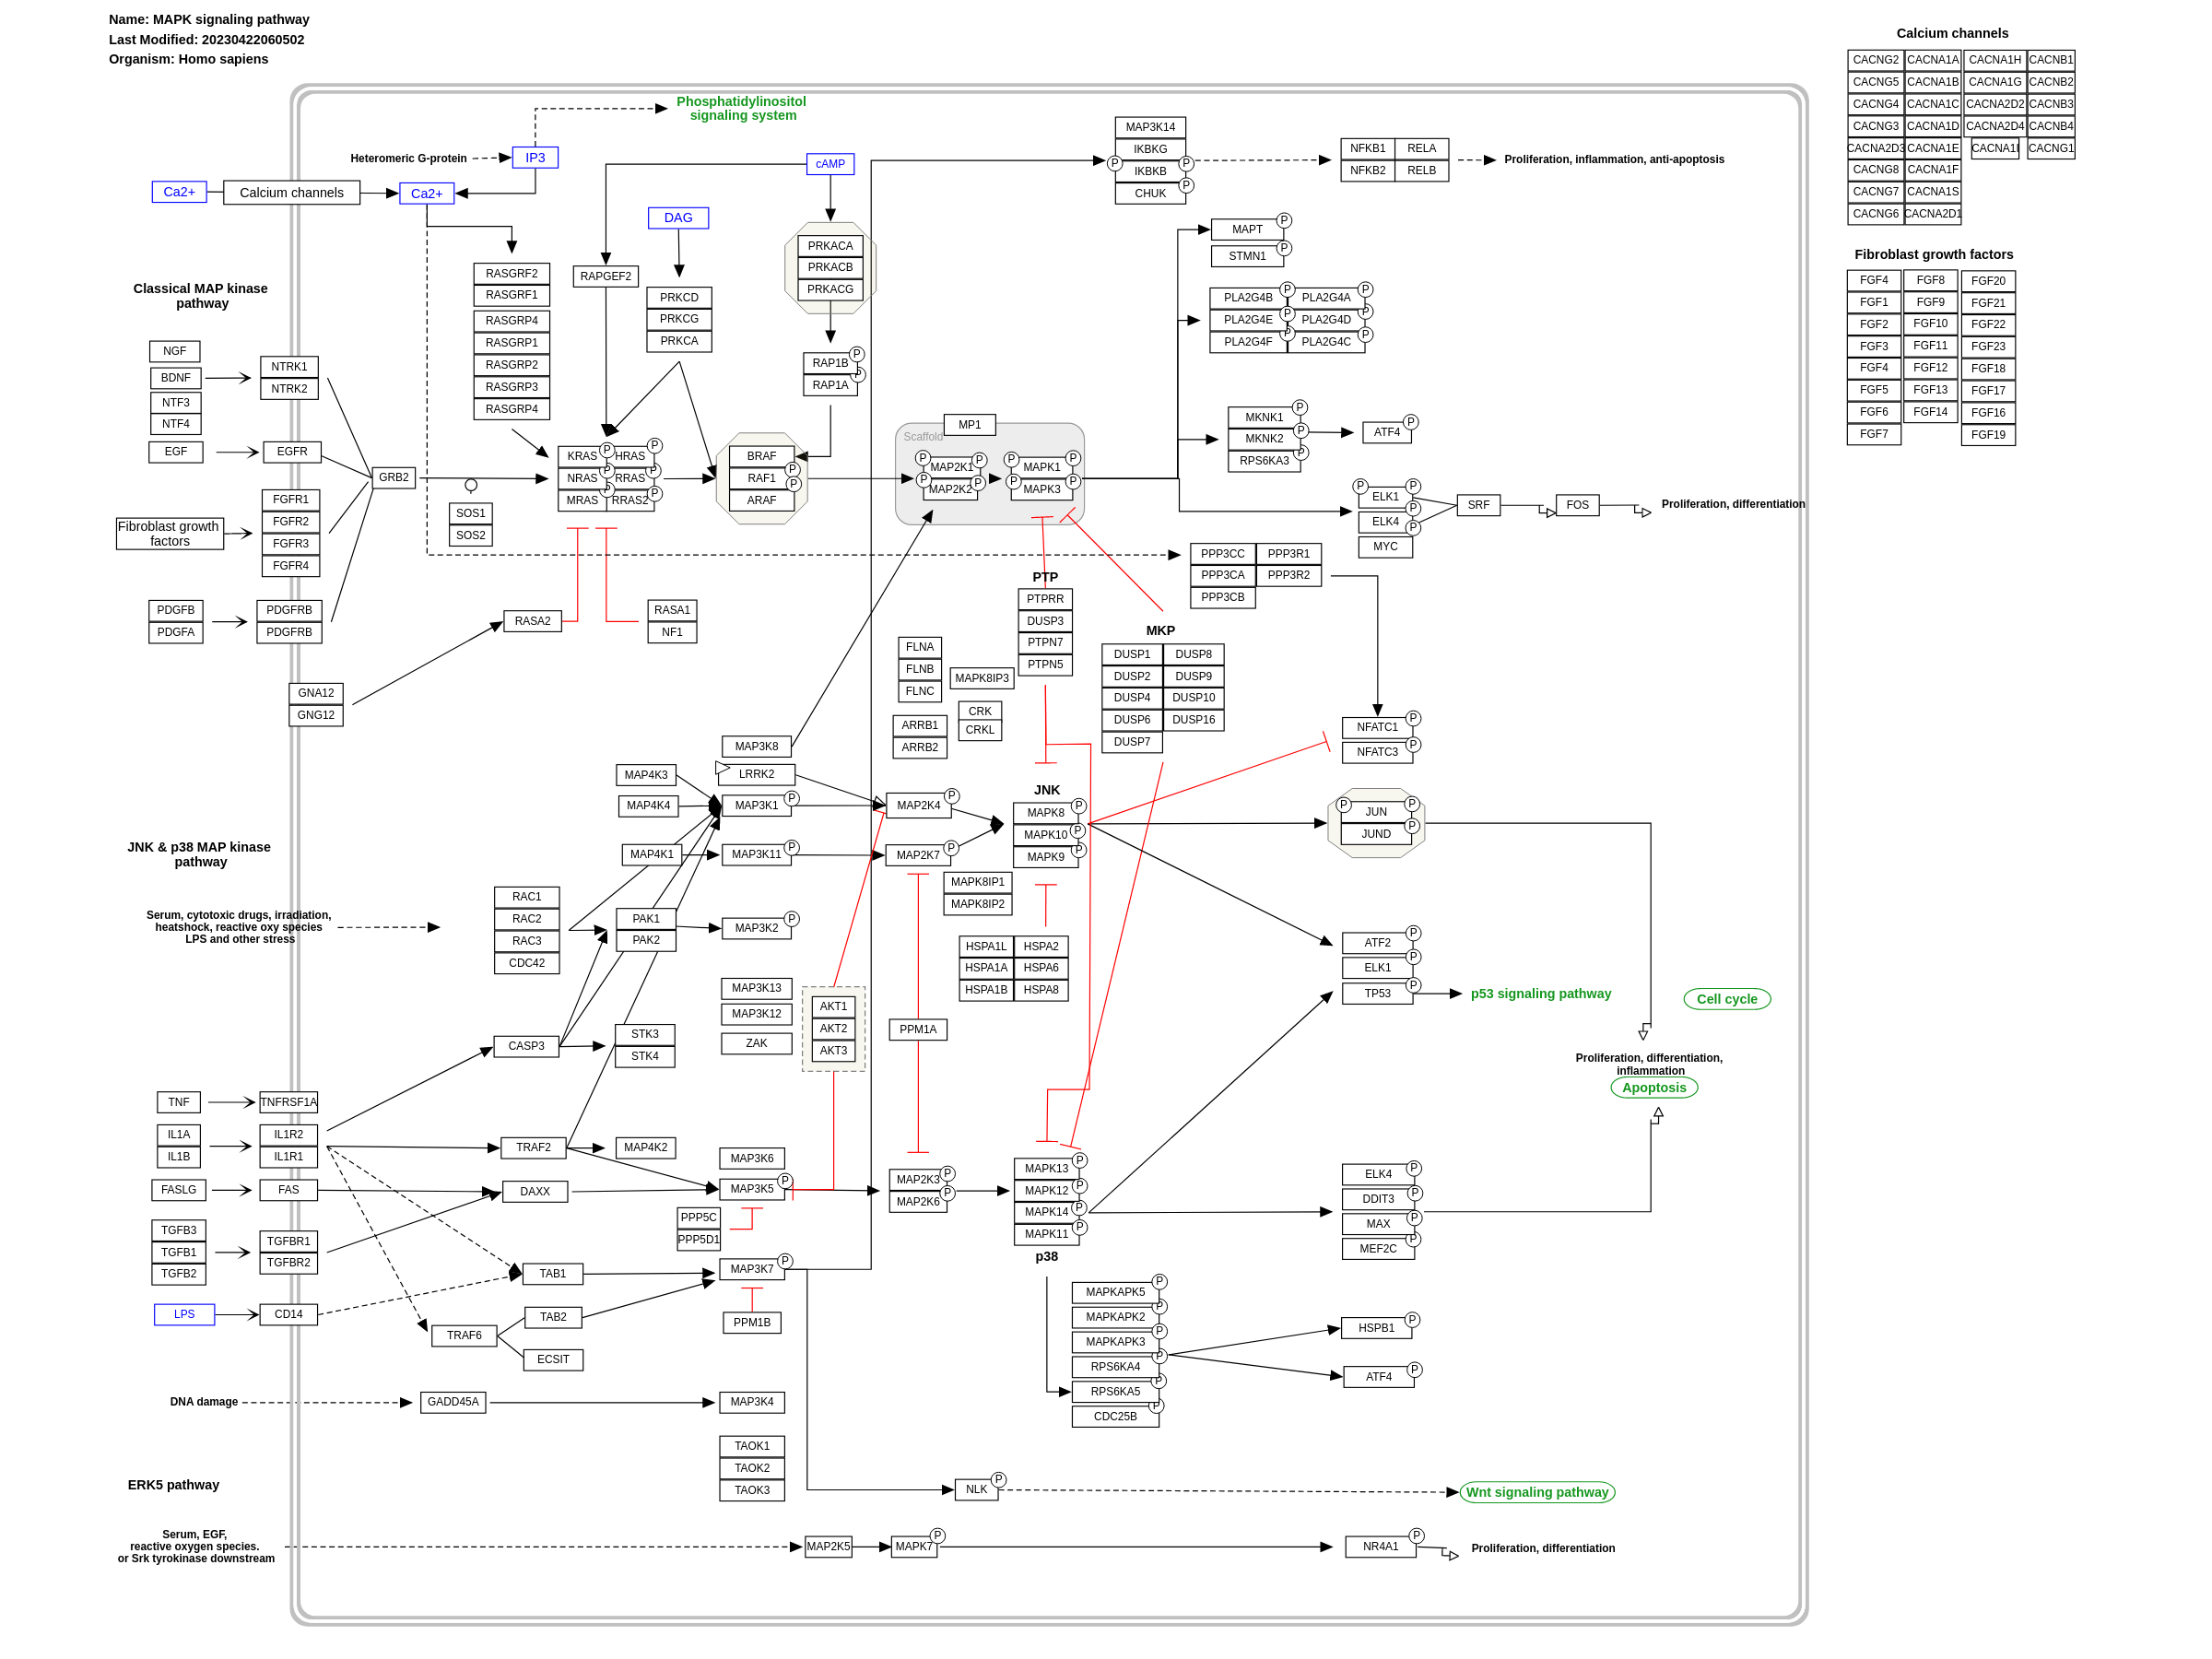 Name: MAPK signaling pathway
Last Modified: 20230422060502
Organism: Homo sapiens
Calcium channels
CACNG2 CACNA1A CACNA1H CACNB1
CACNG5 CACNA1B CACNA1G CACNB2
CACNG4 CACNA1C CACNA2D2 CACNB3
CACNG3 CACNA1D CACNA2D4 CACNB4
CACNA2D3 CACNA1E CACNA1I CACNG1
CACNG8 CACNA1F
CACNG7 CACNA1S
CACNG6 CACNA2D1
Fibroblast growth factors
FGF4 FGF8 FGF20
FGF1 FGF9 FGF21
FGF2 FGF10 FGF22
FGF3 FGF11 FGF23
FGF4 FGF12 FGF18
FGF5 FGF13 FGF17
FGF6 FGF14 FGF16
FGF7 FGF19
Phosphatidylinositol
signaling system
Heteromeric G-protein
IP3
cAMP
Ca2+
Calcium channels
Ca2+
DAG
MAP3K14
IKBKG
P IKBKB P
CHUK P
NFKB1 RELA
NFKB2 RELB
Proliferation, inflammation, anti-apoptosis
MAPT P
STMN1 P
PRKACA
PRKACB
PRKACG
RASGRF2
RASGRF1
RASGRP4
RASGRP1
RASGRP2
RASGRP3
RASGRP4
RAPGEF2
PRKCD
PRKCG
PRKCA
RAP1B P
RAP1A P
PLA2G4B P PLA2G4A P
PLA2G4E P PLA2G4D P
PLA2G4F P PLA2G4C P
Classical MAP kinase
pathway
NGF
BDNF
NTF3
NTF4
EGF
NTRK1
NTRK2
EGFR
FGFR1
FGFR2
FGFR3
FGFR4
Fibroblast growth
factors
PDGFB
PDGFA
PDGFRB
PDGFRB
GRB2
SOS1
SOS2
KRAS P HRAS P
NRAS P RRAS P
MRAS P RRAS2 P
BRAF
RAF1 P
ARAF P
MP1
Scaffold
P MAP2K1 P
P MAP2K2 P
P MAPK1 P
P MAPK3 P
MKNK1 P
MKNK2 P
RPS6KA3 P
ATF4 P
P ELK1 P
ELK4 P
MYC P
SRF
FOS
Proliferation, differentiation
PPP3CC PPP3R1
PPP3CA PPP3R2
PPP3CB
RASA2
RASA1
NF1
GNA12
GNG12
PTP
PTPRR
DUSP3
PTPN7
PTPN5
MKP
DUSP1 DUSP8
DUSP2 DUSP9
DUSP4 DUSP10
DUSP6 DUSP16
DUSP7
FLNA
FLNB
FLNC
MAPK8IP3
CRK
CRKL
ARRB1
ARRB2
NFATC1 P
NFATC3 P
MAP3K8
LRRK2
MAP4K3
MAP4K4
MAP3K1 P
MAP4K1
MAP3K11 P
MAP2K4 P
MAP2K7 P
JNK
MAPK8 P
MAPK10 P
MAPK9 P
MAPK8IP1
MAPK8IP2
P JUN P
JUND P
JNK & p38 MAP kinase
pathway
Serum, cytotoxic drugs, irradiation,
heatshock, reactive oxy species
LPS and other stress
RAC1
RAC2
RAC3
CDC42
PAK1
PAK2
MAP3K2 P
HSPA1L HSPA2
HSPA1A HSPA6
HSPA1B HSPA8
ATF2 P
ELK1 P
TP53 P
p53 signaling pathway
Cell cycle
MAP3K13
MAP3K12
ZAK
AKT1
AKT2
AKT3
PPM1A
CASP3
STK3
STK4
Proliferation, differentiation,
inflammation
Apoptosis
TNF
TNFRSF1A
IL1A
IL1B
IL1R2
IL1R1
FASLG
FAS
TGFB3
TGFB1
TGFB2
TGFBR1
TGFBR2
LPS
CD14
TRAF2
MAP4K2
DAXX
MAP3K6
MAP3K5 P
PPP5C
PPP5D1
MAP2K3 P
MAP2K6 P
MAPK13 P
MAPK12 P
MAPK14 P
MAPK11 P
p38
ELK4 P
DDIT3 P
MAX P
MEF2C P
TAB1
TAB2
TRAF6
ECSIT
MAP3K7 P
PPM1B
MAPKAPK5 P
MAPKAPK2 P
MAPKAPK3 P
RPS6KA4 P
RPS6KA5 P
CDC25B P
HSPB1 P
ATF4 P
DNA damage
GADD45A
MAP3K4
TAOK1
TAOK2
TAOK3
ERK5 pathway
NLK P
Wnt signaling pathway
Serum, EGF,
reactive oxygen species.
or Srk tyrokinase downstream
MAP2K5
MAPK7 P
NR4A1 P
Proliferation, differentiation